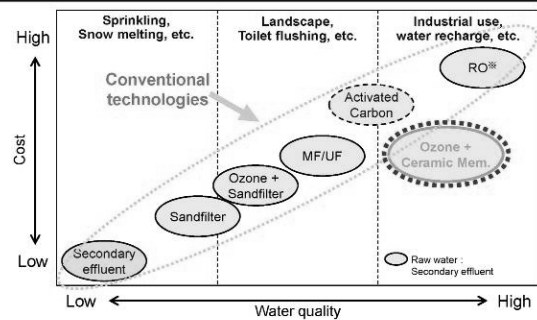 Sprinkling,
Snow melting, etc.
Landscape,
Toilet flushing, etc.
Industrial use,
water recharge, etc.
High
Cost
Low
Conventional
technologies
RO※
Activated
Carbon
Ozone +
Ceramic Mem.
MF/UF
Ozone +
Sandfilter
Sandfilter
Secondary
effluent
Raw water :
Secondary effluent
Low
Water quality
High